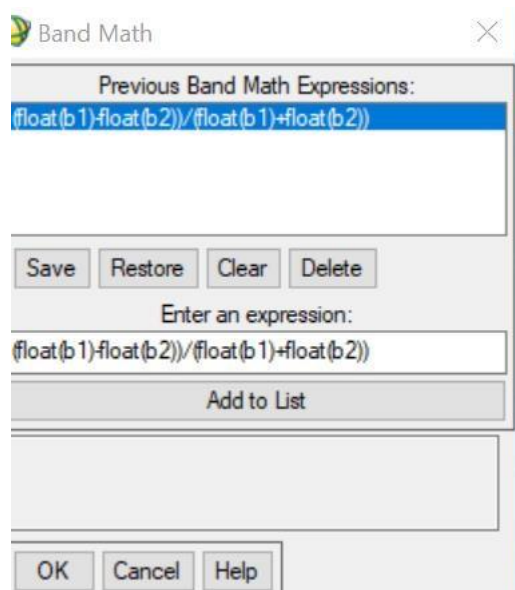 Band Math
Previous Band Math Expressions:
(float(b1)-float(b2))/(float(b1)+float(b2))
Save Restore Clear Delete
Enter an expression:
(float(b1)-float(b2))/(float(b1)+float(b2))
Add to List
OK Cancel Help